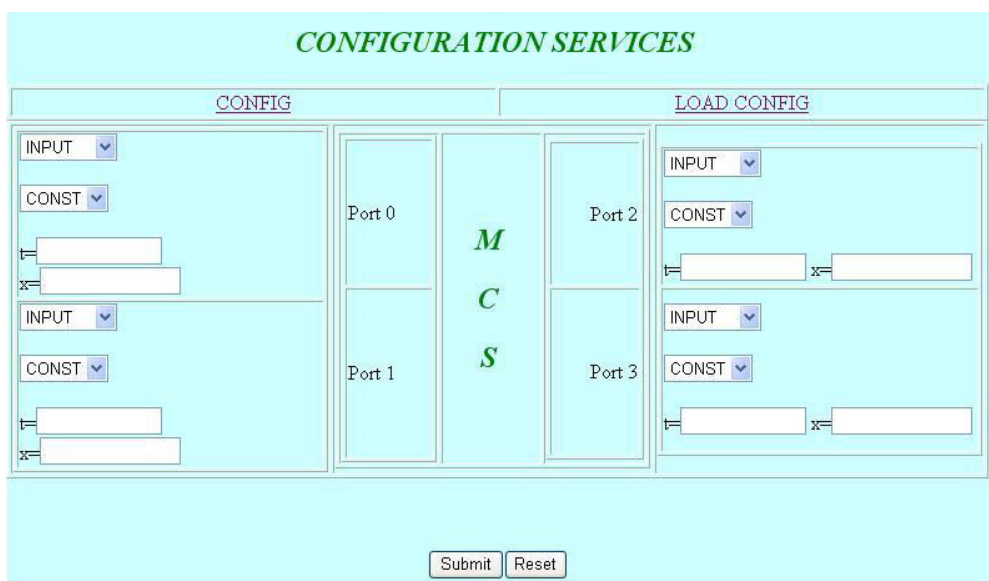 CONFIGURATION SERVICES
CONFIG
LOAD CONFIG
INPUT
CONST
t=
x=
Port 0
INPUT
CONST
t=
x=
Port 1
M
C
S
Port 2
INPUT
CONST
t= x=
Port 3
INPUT
CONST
t= x=
Submit Reset